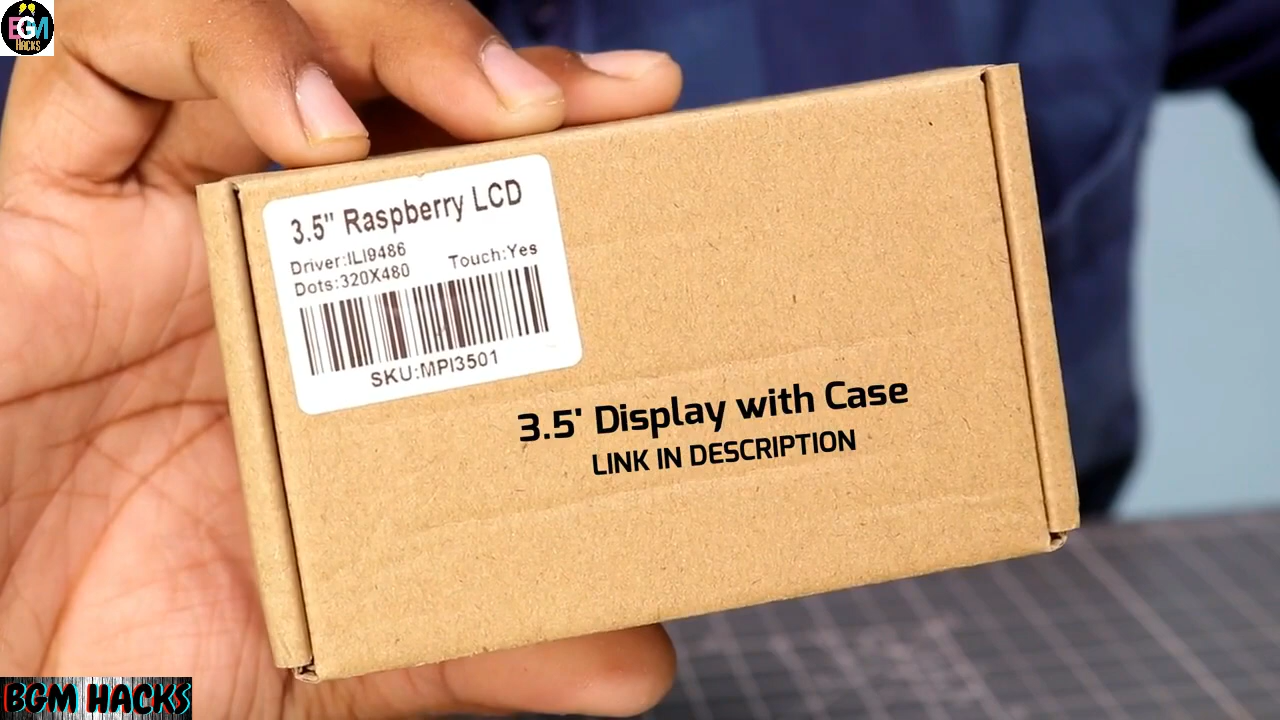 BGM
HACKS
3.5" Raspberry LCD
Driver:ILI9486
Dots:320X480 Touch:Yes
SKU:MPI3501
3.5' Display with Case
LINK IN DESCRIPTION
BGM HACKS